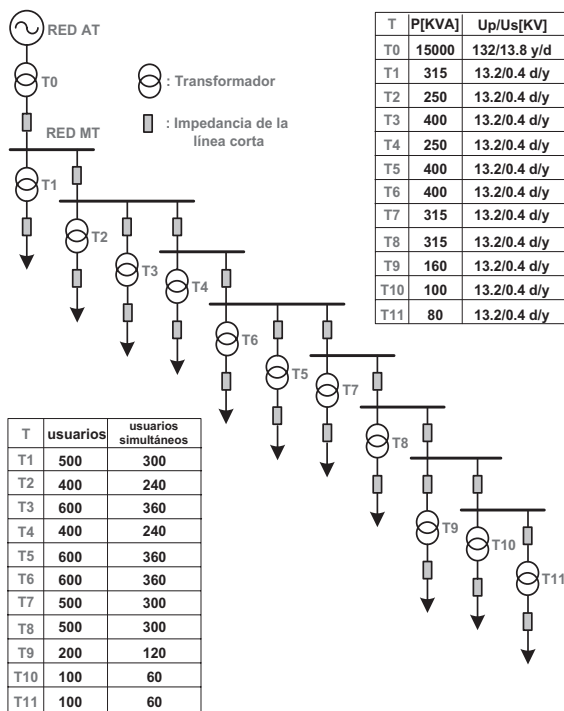 RED AT
T0
: Transformador
: Impedancia de la
línea corta
RED MT
T1
T2
T3
T4
T6
T5
T7
T8
T9
T10
T11
T P[KVA] Up/Us[KV]
T0 15000 132/13.8 y/d
T1 315 13.2/0.4 d/y
T2 250 13.2/0.4 d/y
T3 400 13.2/0.4 d/y
T4 250 13.2/0.4 d/y
T5 400 13.2/0.4 d/y
T6 400 13.2/0.4 d/y
T7 315 13.2/0.4 d/y
T8 315 13.2/0.4 d/y
T9 160 13.2/0.4 d/y
T10 100 13.2/0.4 d/y
T11 80 13.2/0.4 d/y
T usuarios usuarios
simultáneos
T1 500 300
T2 400 240
T3 600 360
T4 400 240
T5 600 360
T6 600 360
T7 500 300
T8 500 300
T9 200 120
T10 100 60
T11 100 60